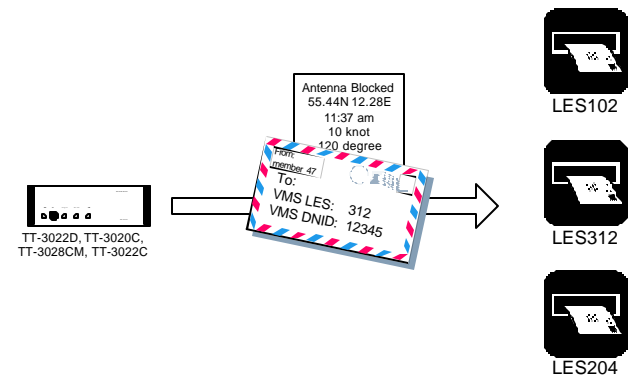 Antenna Blocked
55.44N 12.28E
11:37 am
10 knot
120 degree
From:
member 47
To:
VMS LES: 312
VMS DNID: 12345
TT-3022D, TT-3020C,
TT-3028CM, TT-3022C
LES102
LES312
LES204